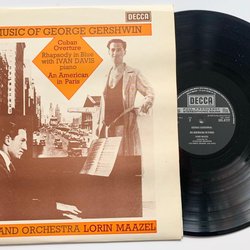 MUSIC OF GEORGE GERSHWIN
DECCA
Cuban
Overture
Rhapsody in Blue
with IVAN DAVIS
piano
An American
in Paris
AND ORCHESTRA LORIN MAAZEL
DECCA